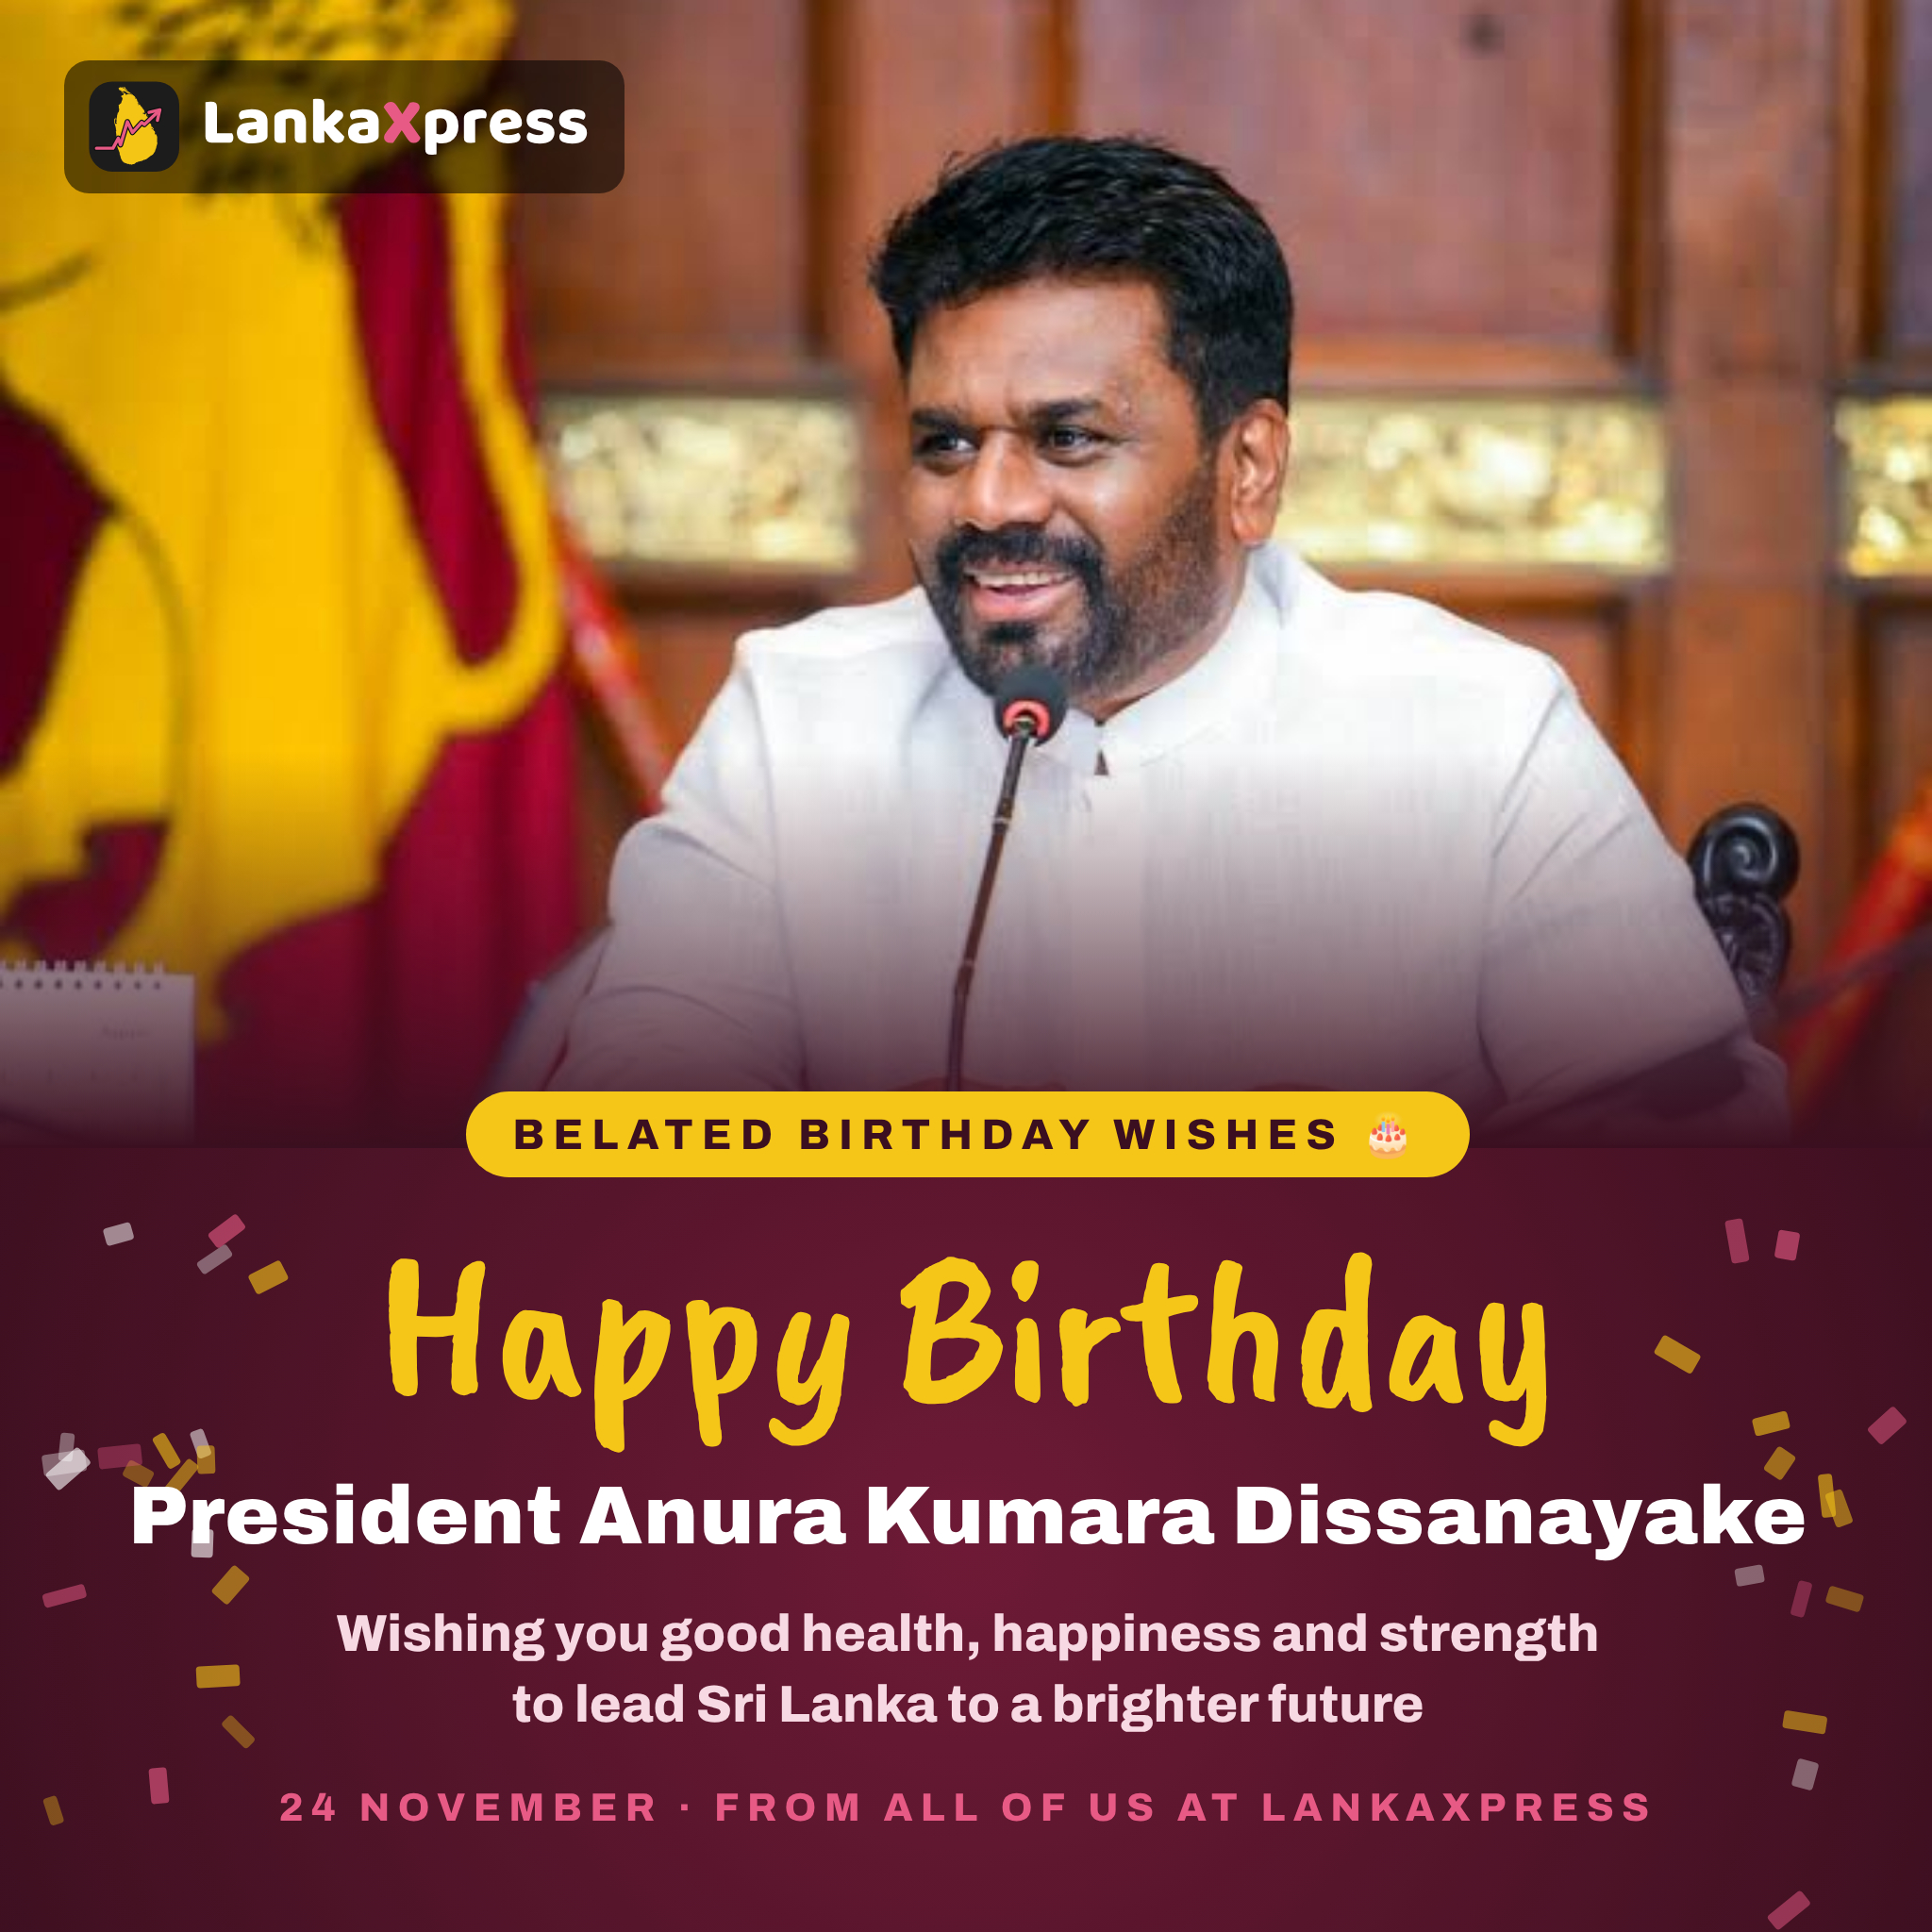 LankaXpress
BELATED BIRTHDAY WISHES 🎂
Happy Birthday
President Anura Kumara Dissanayake
Wishing you good health, happiness and strength
to lead Sri Lanka to a brighter future
24 NOVEMBER · FROM ALL OF US AT LANKAXPRESS